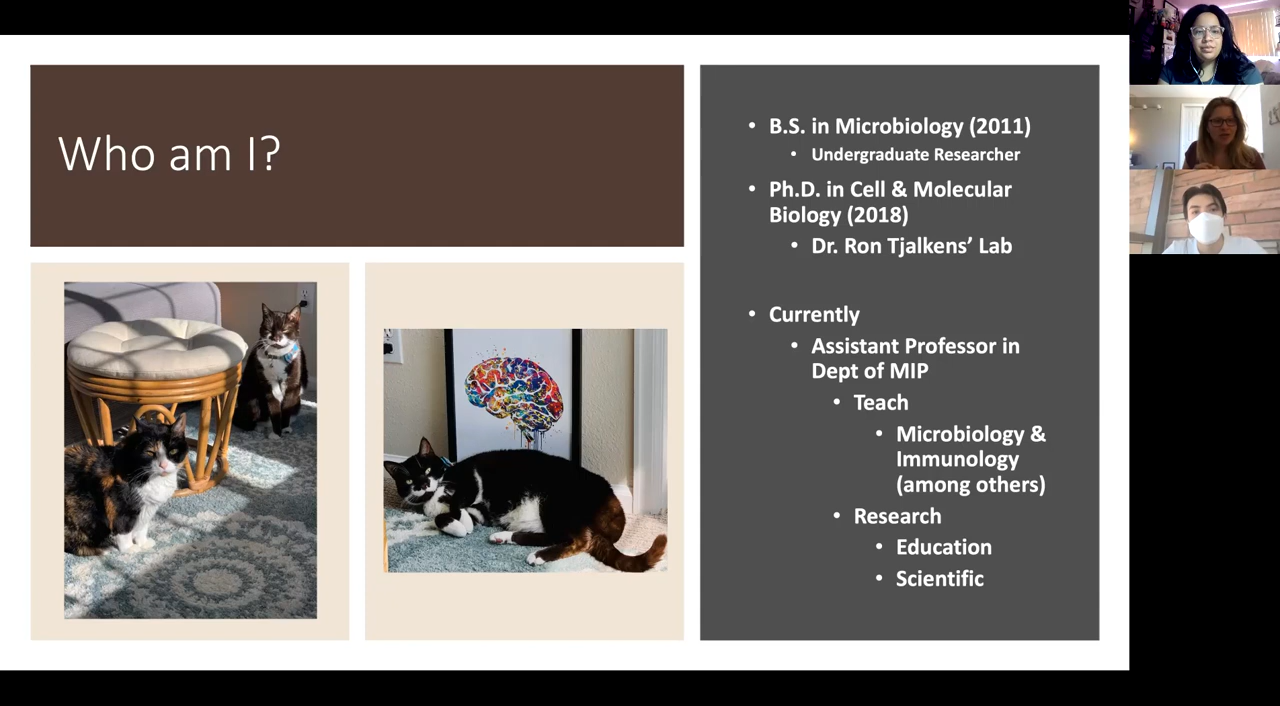 Who am I?
• B.S. in Microbiology (2011)
• Undergraduate Researcher
• Ph.D. in Cell & Molecular
Biology (2018)
• Dr. Ron Tjalkens’ Lab
• Currently
• Assistant Professor in
Dept of MIP
• Teach
• Microbiology &
Immunology
(among others)
• Research
• Education
• Scientific